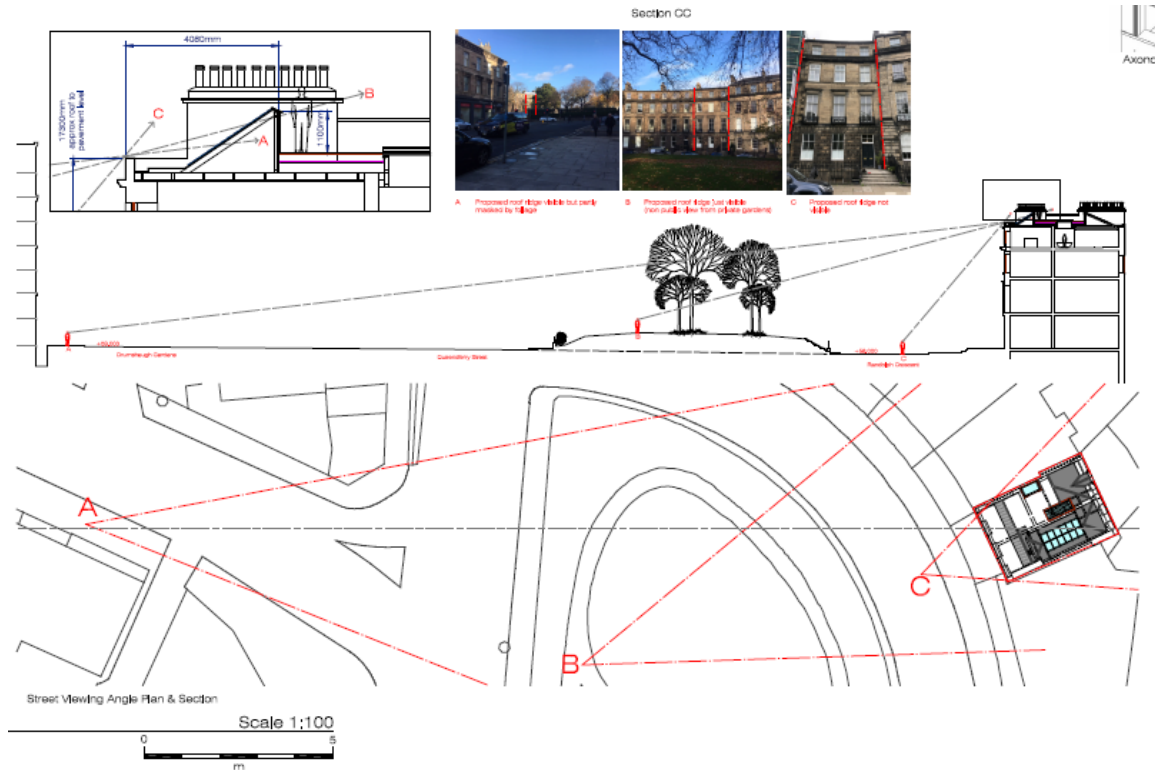 Section CC
Axono
4080mm
17300mm
approx roof to
pavement level
C
B
A
1100mm
A Proposed roof ridge visible but partly
masked by foliage
B Proposed roof ridge just visible
(non public view from private gardens)
C Proposed roof ridge not
visible
A
B
C
Drumsheugh Gardens
Queensferry Street
Randolph Crescent
A
B
C
Street Viewing Angle Plan & Section
Scale 1:100
0
5
m